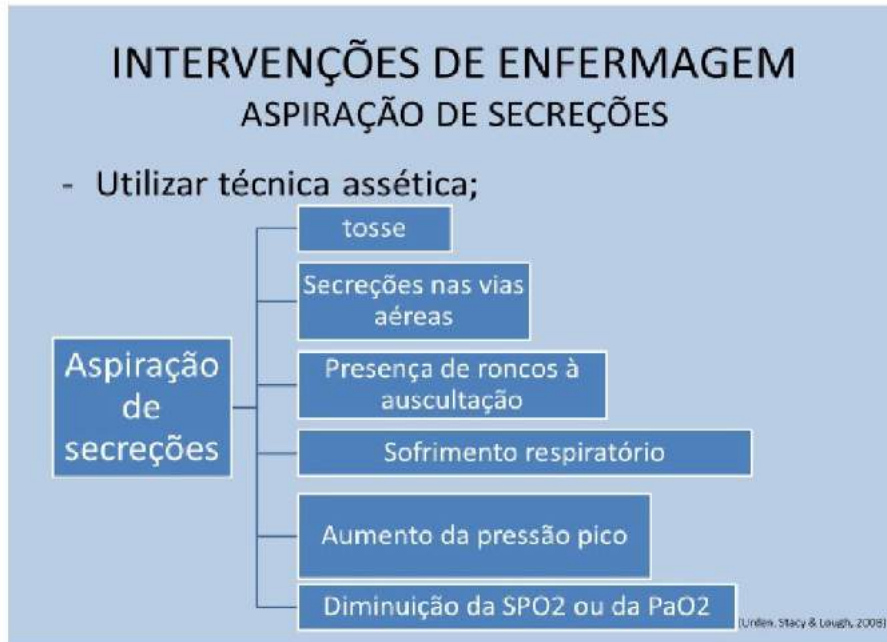 INTERVENÇÕES DE ENFERMAGEM
ASPIRAÇÃO DE SECREÇÕES
- Utilizar técnica assética;
tosse
Secreções nas vias
aéreas
Aspiração
de
secreções
Presença de roncos à
auscultação
Sofrimento respiratório
Aumento da pressão pico
Diminuição da SPO2 ou da PaO2
(Urden, Stacy & Lough, 2008)